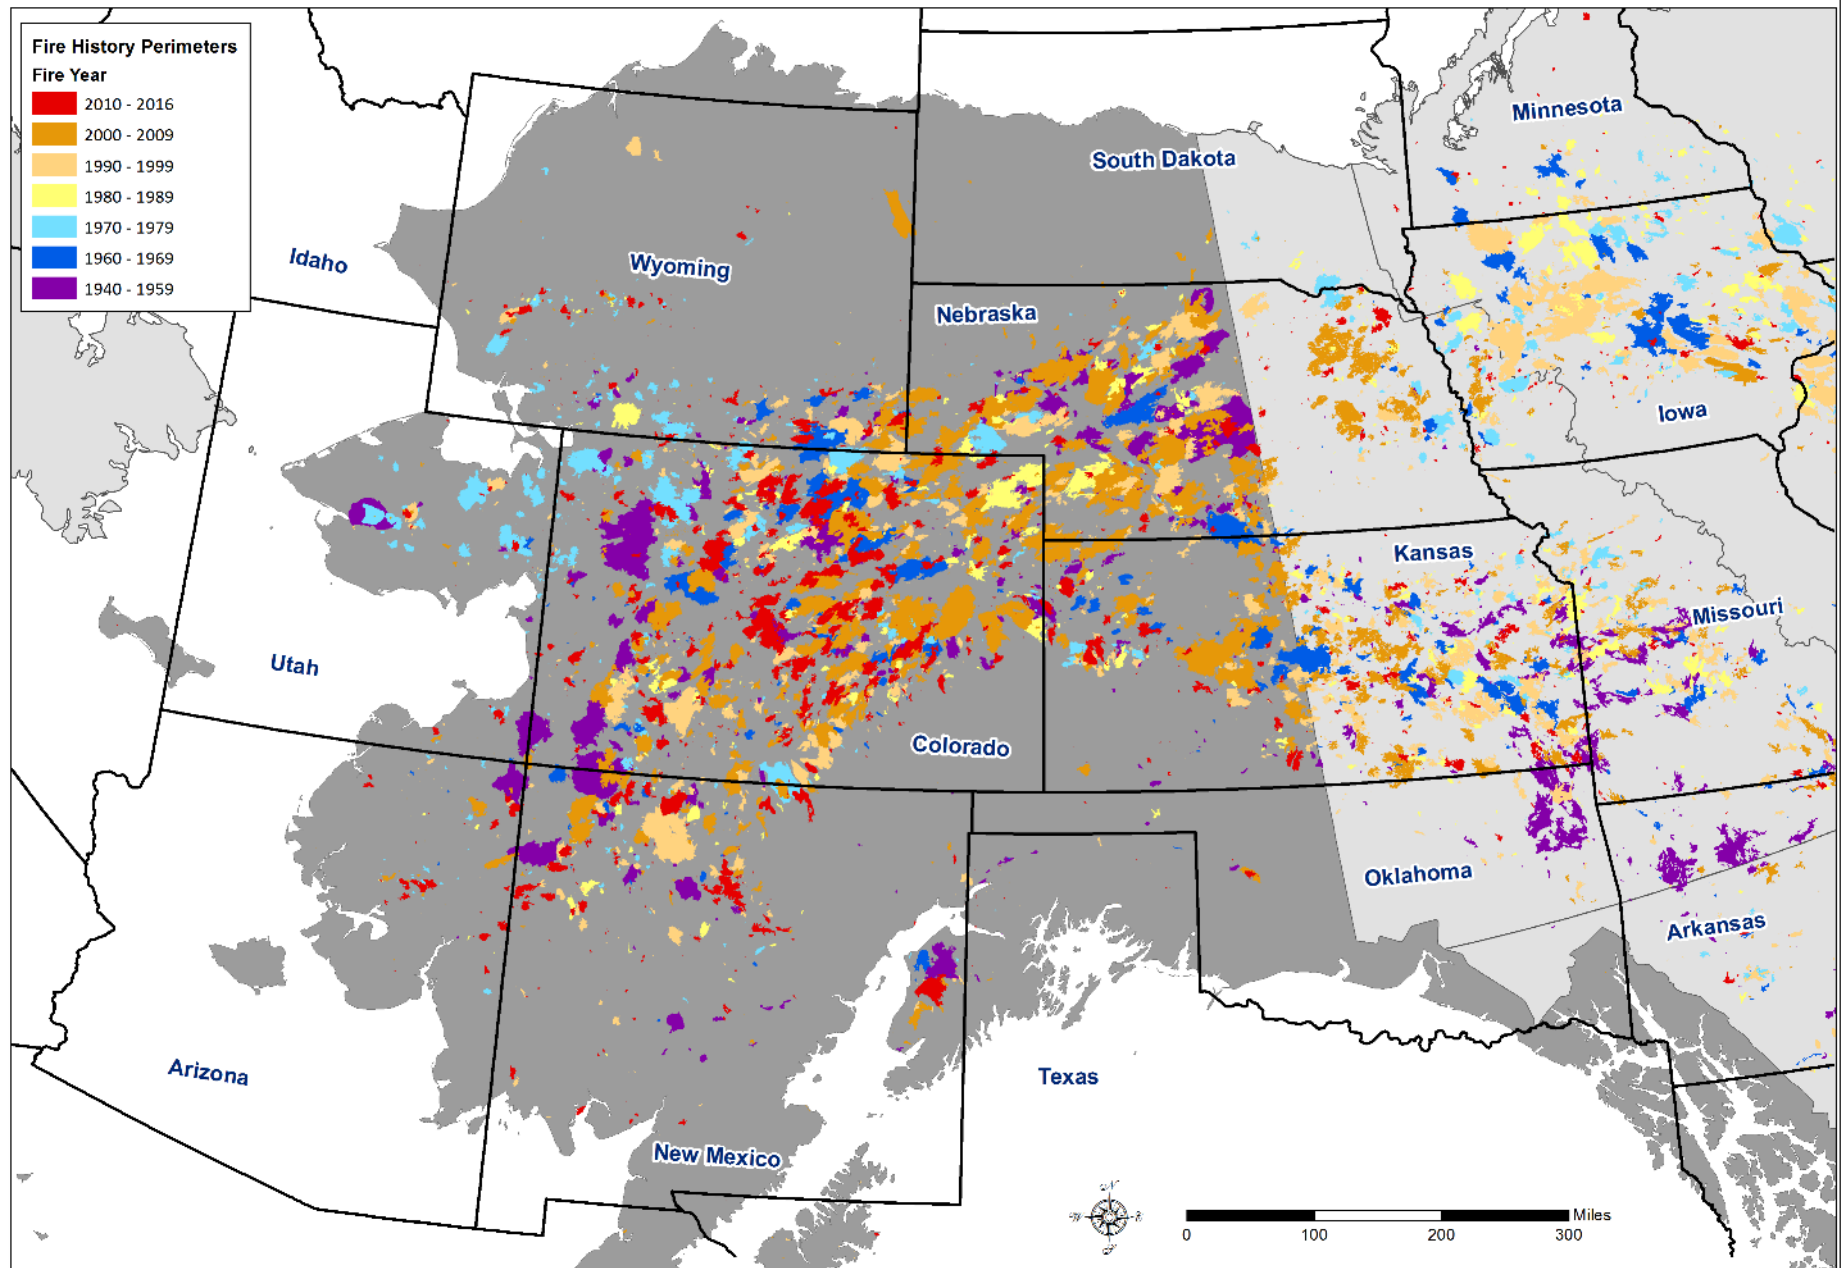 Fire History Perimeters
Fire Year
2010 - 2016
2000 - 2009
1990 - 1999
1980 - 1989
1970 - 1979
1960 - 1969
1940 - 1959
Minnesota
South Dakota
Idaho
Wyoming
Nebraska
Iowa
Kansas
Missouri
Utah
Colorado
Oklahoma
Arkansas
Arizona
Texas
New Mexico
N
Miles
0 100 200 300